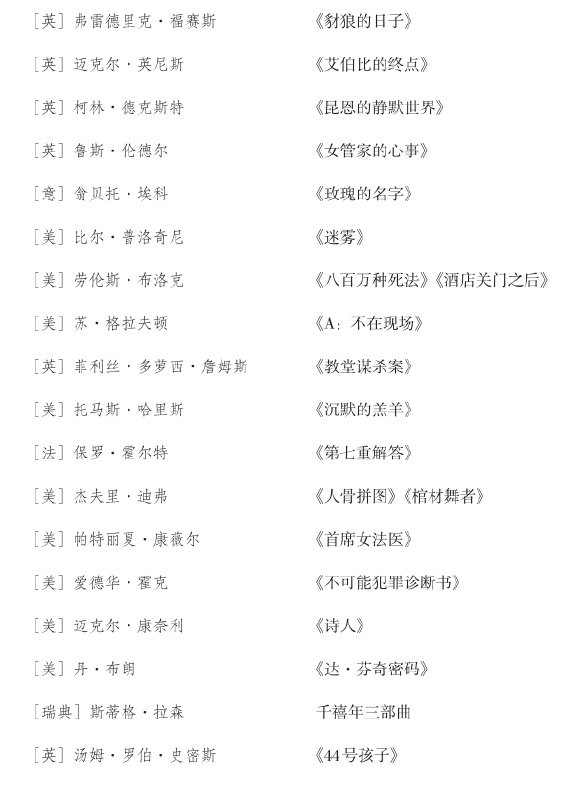 ［英］弗雷德里克·福赛斯 《豺狼的日子》
［英］迈克尔·英尼斯 《艾伯比的终点》
［英］柯林·德克斯特 《昆恩的静默世界》
［英］鲁斯·伦德尔 《女管家的心事》
［意］翁贝托·埃科 《玫瑰的名字》
［美］比尔·普洛奇尼 《迷雾》
［美］劳伦斯·布洛克 《八百万种死法》《酒店关门之后》
［美］苏·格拉夫顿 《A：不在现场》
［英］菲利丝·多萝西·詹姆斯 《教堂谋杀案》
［美］托马斯·哈里斯 《沉默的羔羊》
［法］保罗·霍尔特 《第七重解答》
［美］杰夫里·迪弗 《人骨拼图》《棺材舞者》
［美］帕特丽夏·康薇尔 《首席女法医》
［美］爱德华·霍克 《不可能犯罪诊断书》
［美］迈克尔·康奈利 《诗人》
［美］丹·布朗 《达·芬奇密码》
［瑞典］斯蒂格·拉森 千禧年三部曲
［英］汤姆·罗伯·史密斯 《44号孩子》